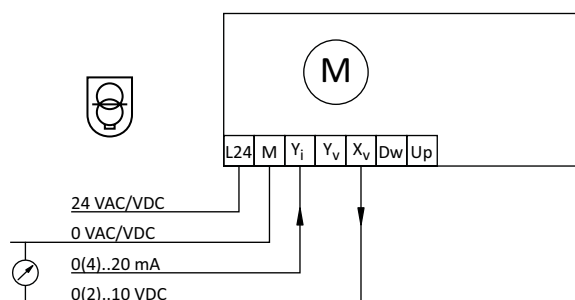 M
L24 M Yi Yv Xv Dw Up
24 VAC/VDC
0 VAC/VDC
0(4)..20 mA
0(2)..10 VDC